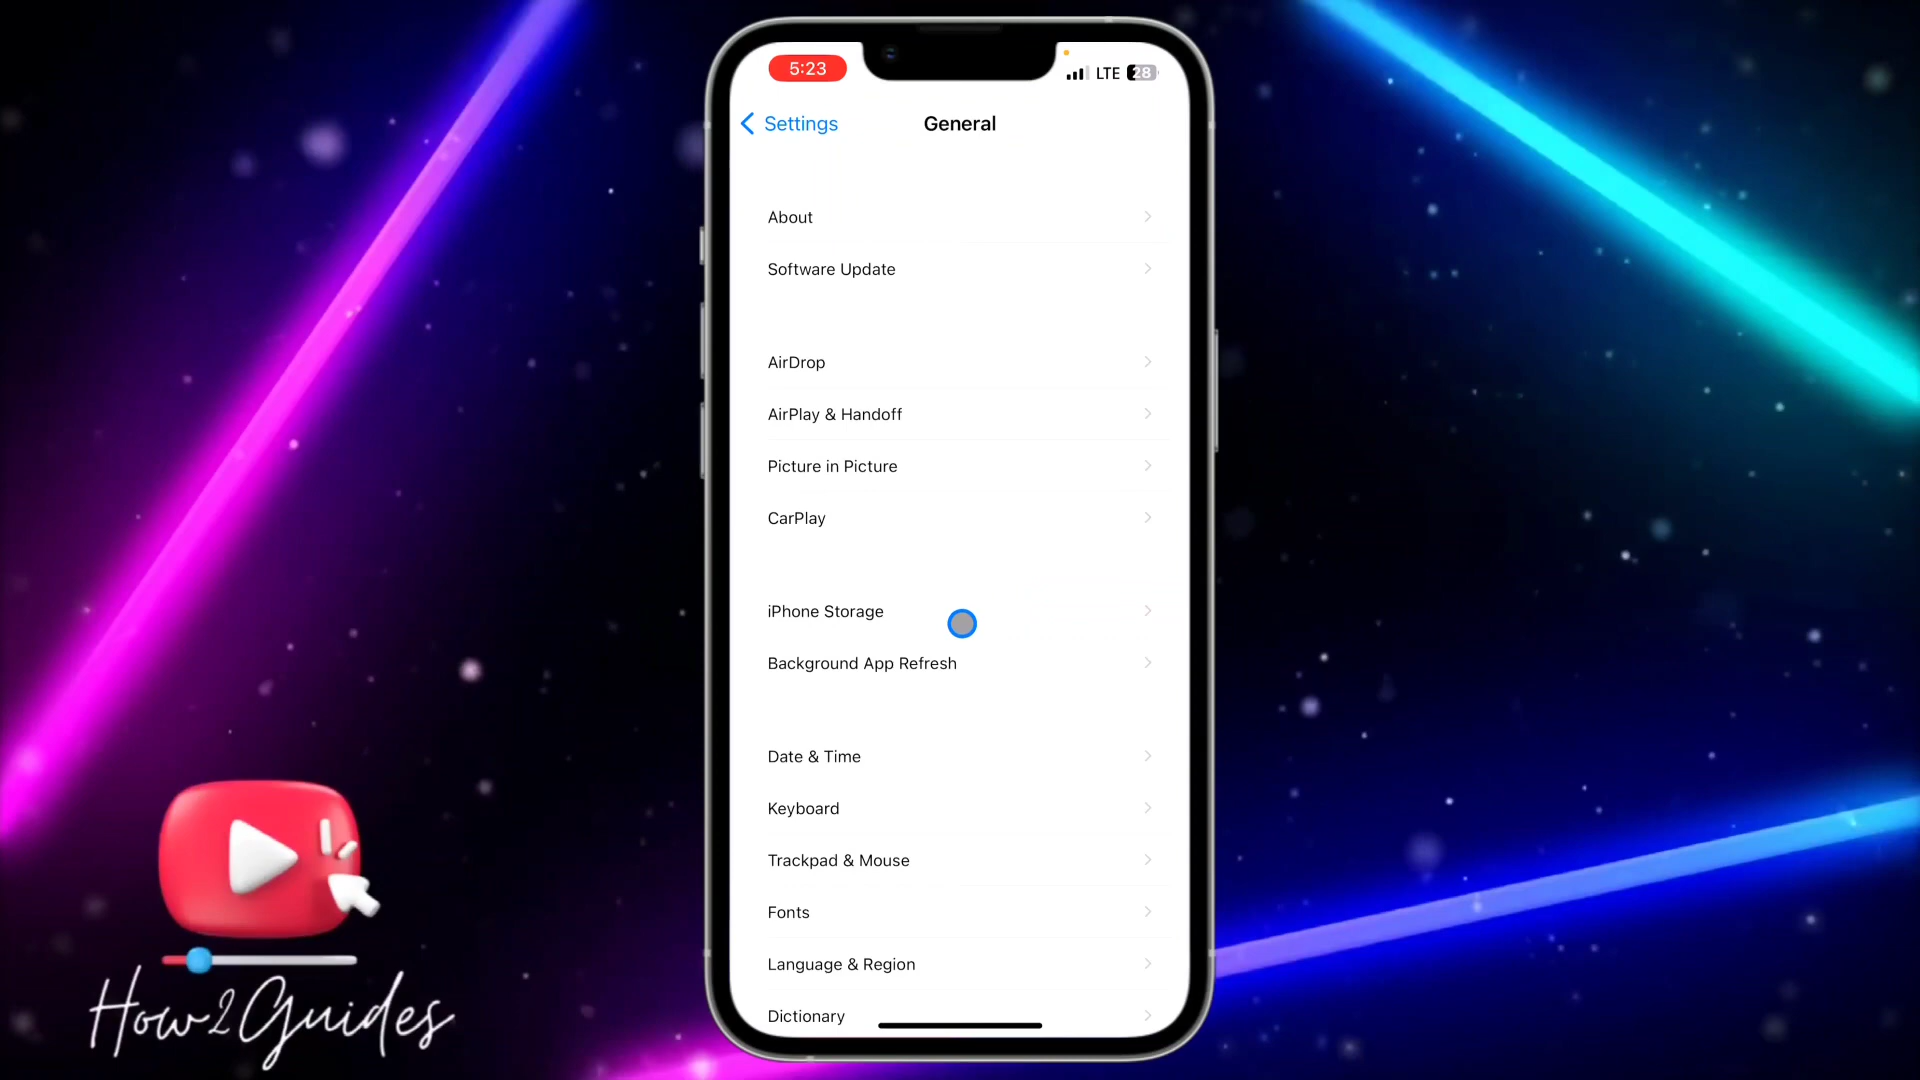 5:23
LTE 28
Settings
General
About
Software Update
AirDrop
AirPlay & Handoff
Picture in Picture
CarPlay
iPhone Storage
Background App Refresh
Date & Time
Keyboard
Trackpad & Mouse
Fonts
Language & Region
Dictionary
How2Guides